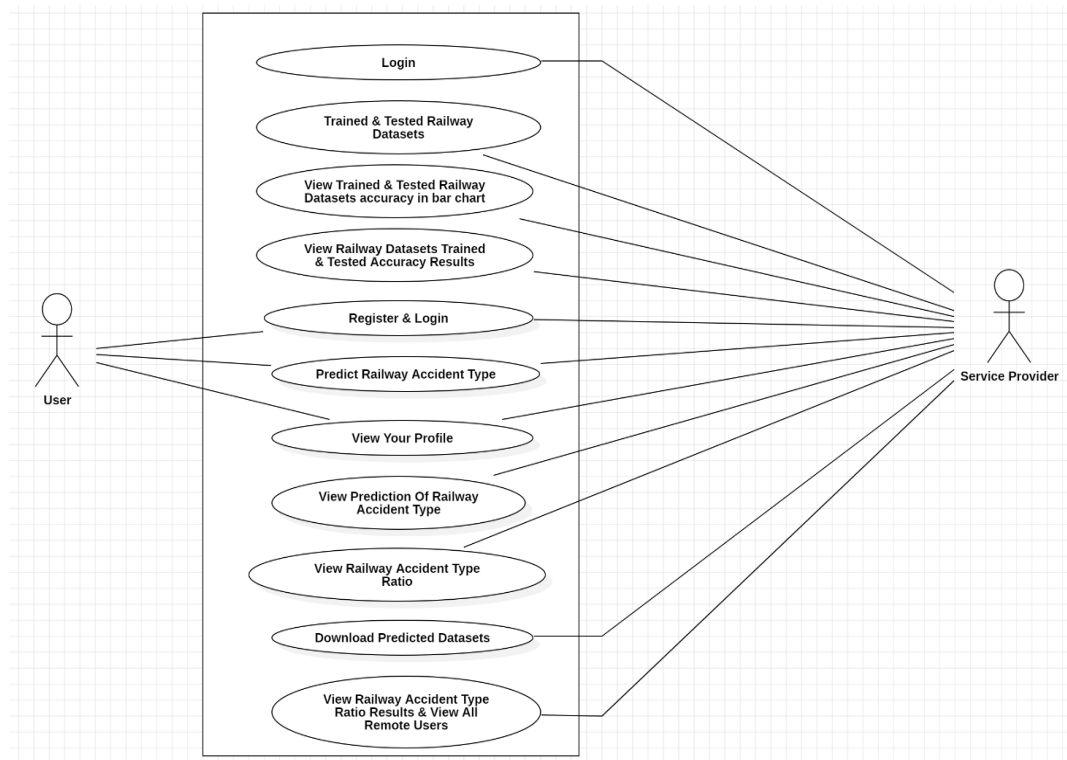 Login
Trained & Tested Railway
Datasets
View Trained & Tested Railway
Datasets accuracy in bar chart
View Railway Datasets Trained
& Tested Accuracy Results
Register & Login
Predict Railway Accident Type
User
Service Provider
View Your Profile
View Prediction Of Railway
Accident Type
View Railway Accident Type
Ratio
Download Predicted Datasets
View Railway Accident Type
Ratio Results & View All
Remote Users